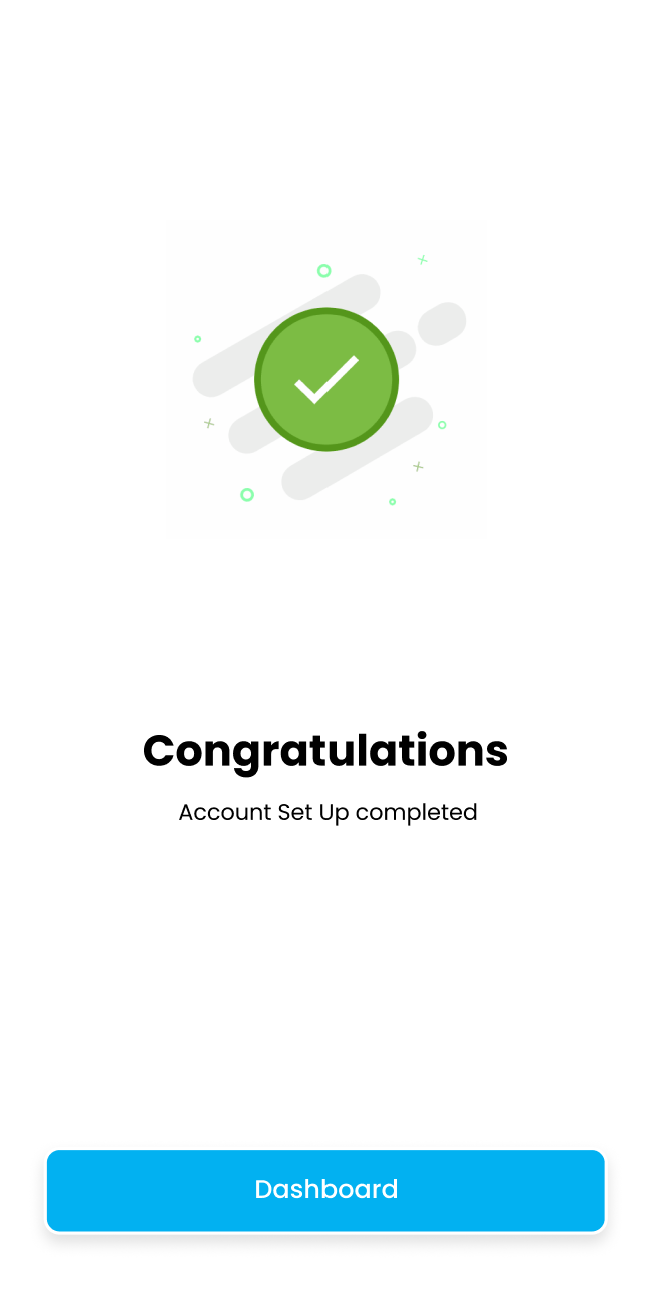 Congratulations
Account Set Up completed
Dashboard